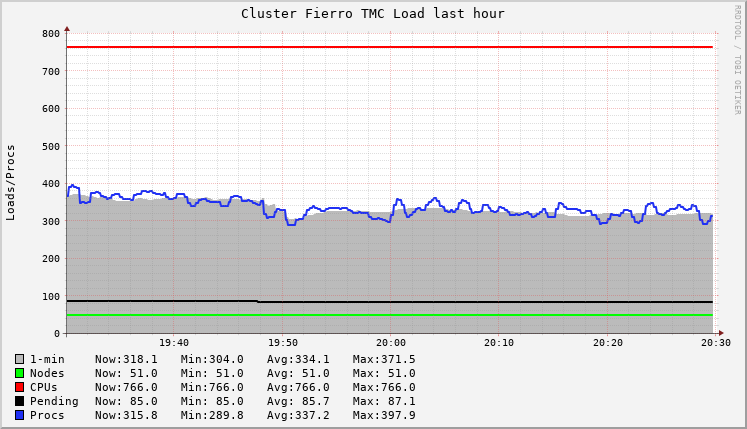 Cluster Fierro TMC Load last hour
RRDTOOL / TOBI OETIKER
Loads/Procs
800
700
600
500
400
300
200
100
0
19:40 19:50 20:00 20:10 20:20 20:30
1-min Now:318.1 Min:304.0 Avg:334.1 Max:371.5
Nodes Now: 51.0 Min: 51.0 Avg: 51.0 Max: 51.0
CPUs Now:766.0 Min:766.0 Avg:766.0 Max:766.0
Pending Now: 85.0 Min: 85.0 Avg: 85.7 Max: 87.1
Procs Now:315.8 Min:289.8 Avg:337.2 Max:397.9